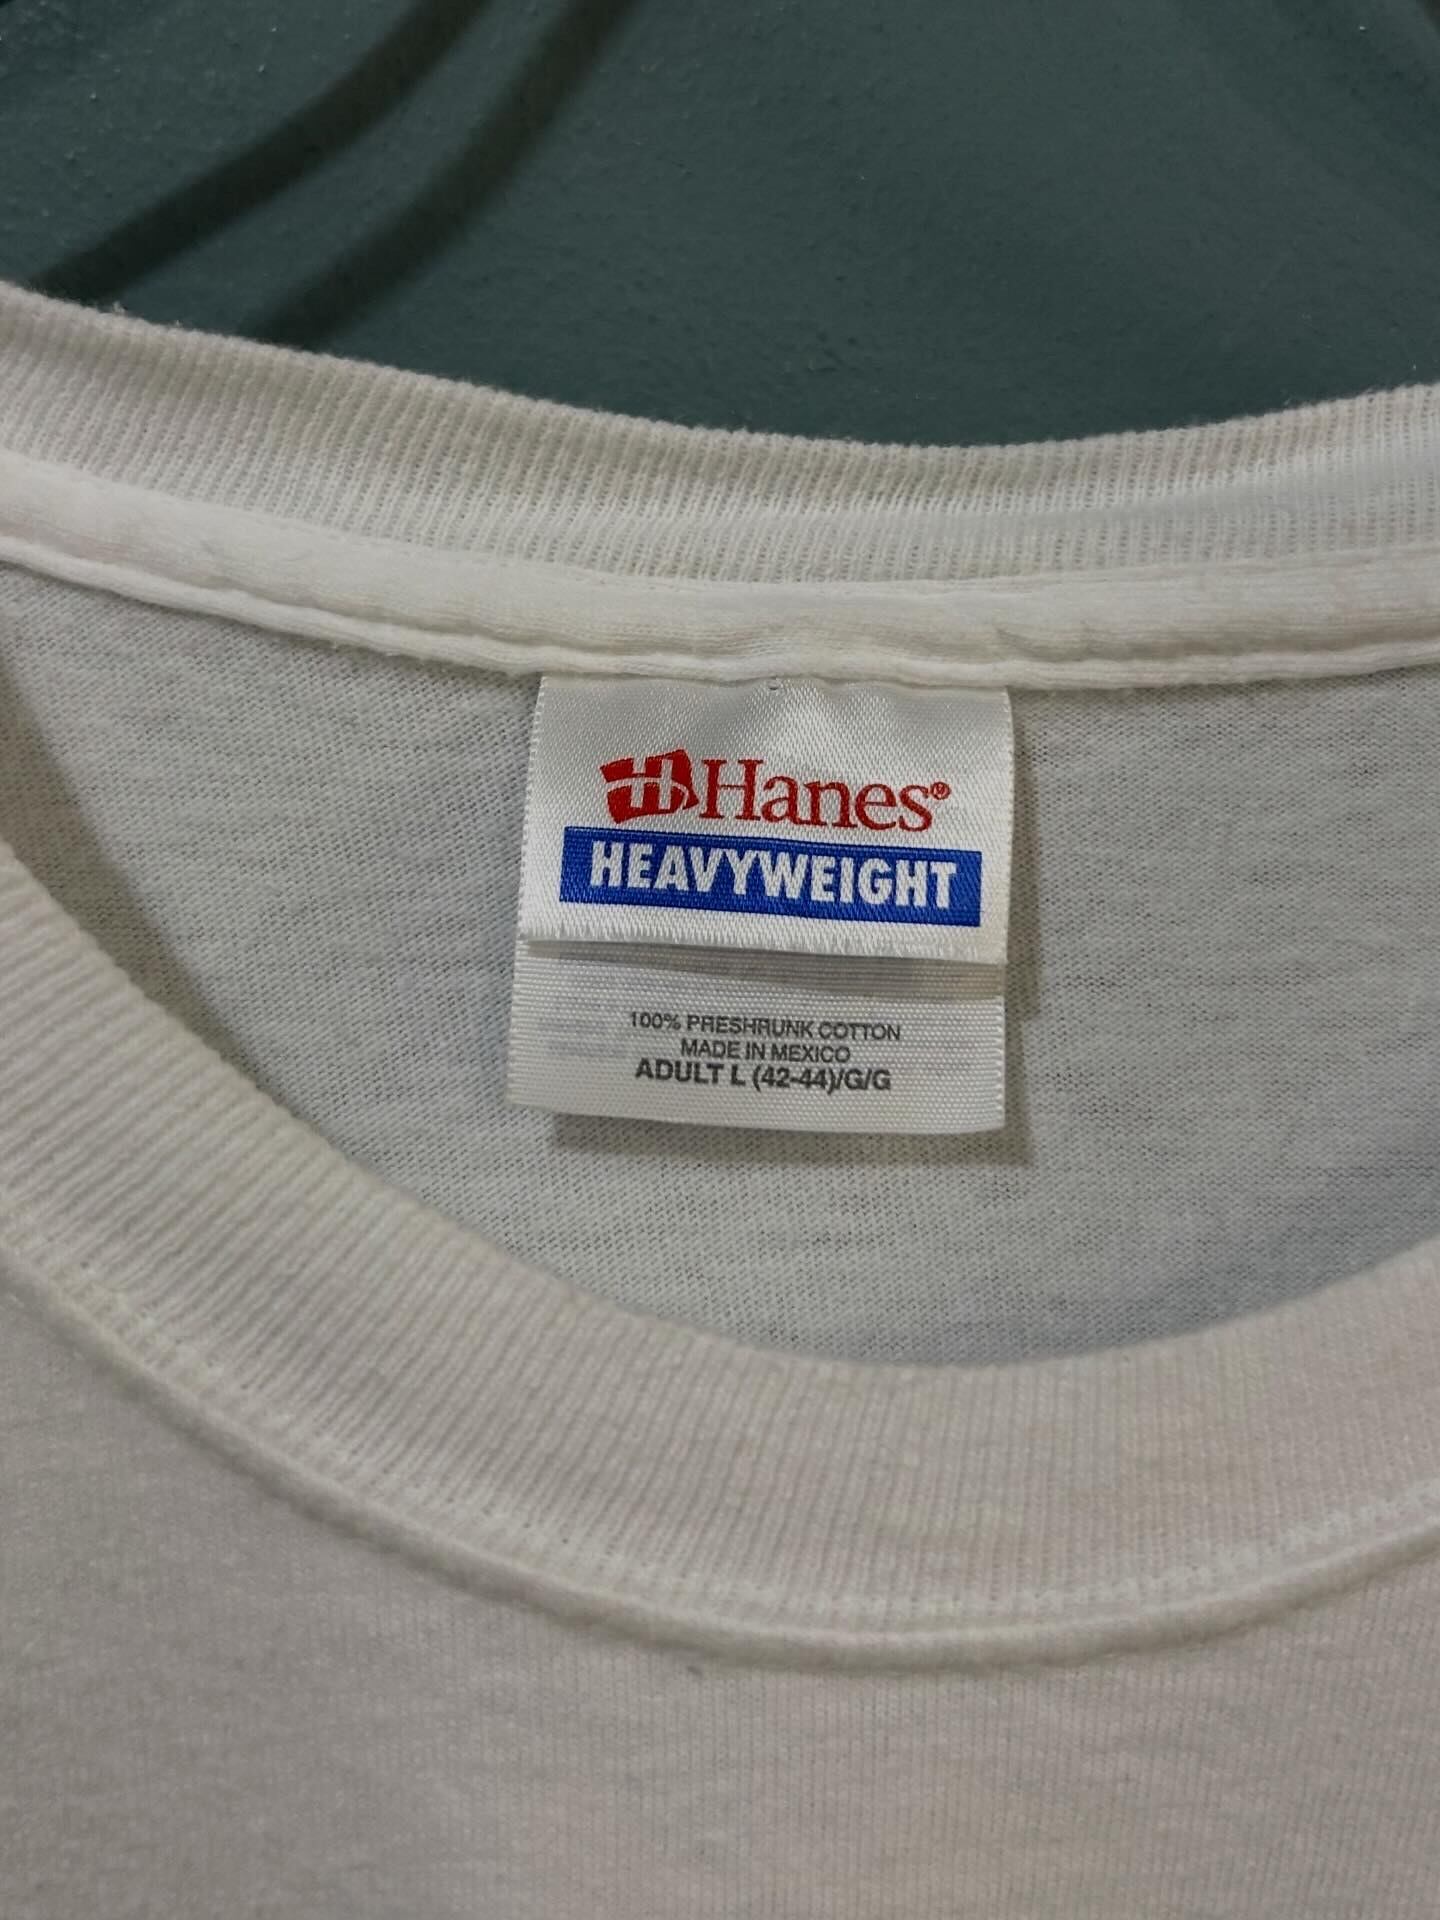 H Hanes®
HEAVYWEIGHT
100% PRESHRUNK COTTON
MADE IN MEXICO
ADULT L (42-44)/G/G